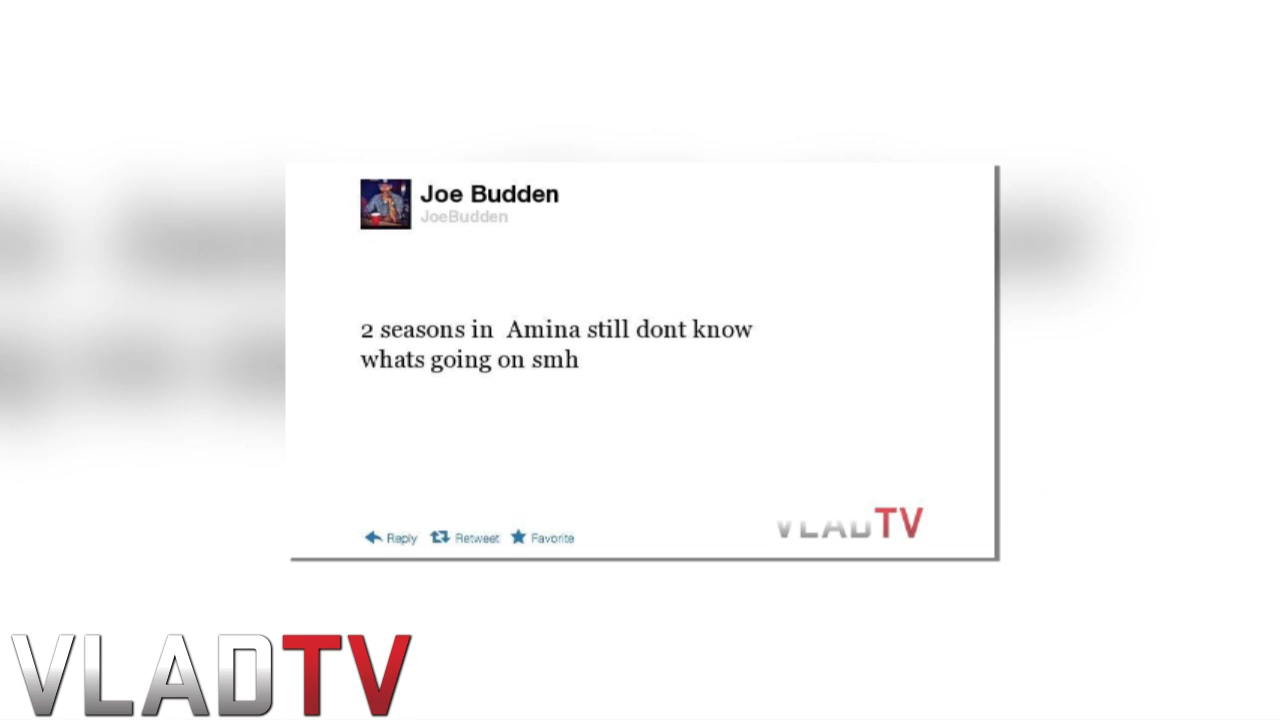 Joe Budden
JoeBudden
2 seasons in  Amina still dont know
whats going on smh
Reply Retweet Favorite
VLADTV
VLADTV